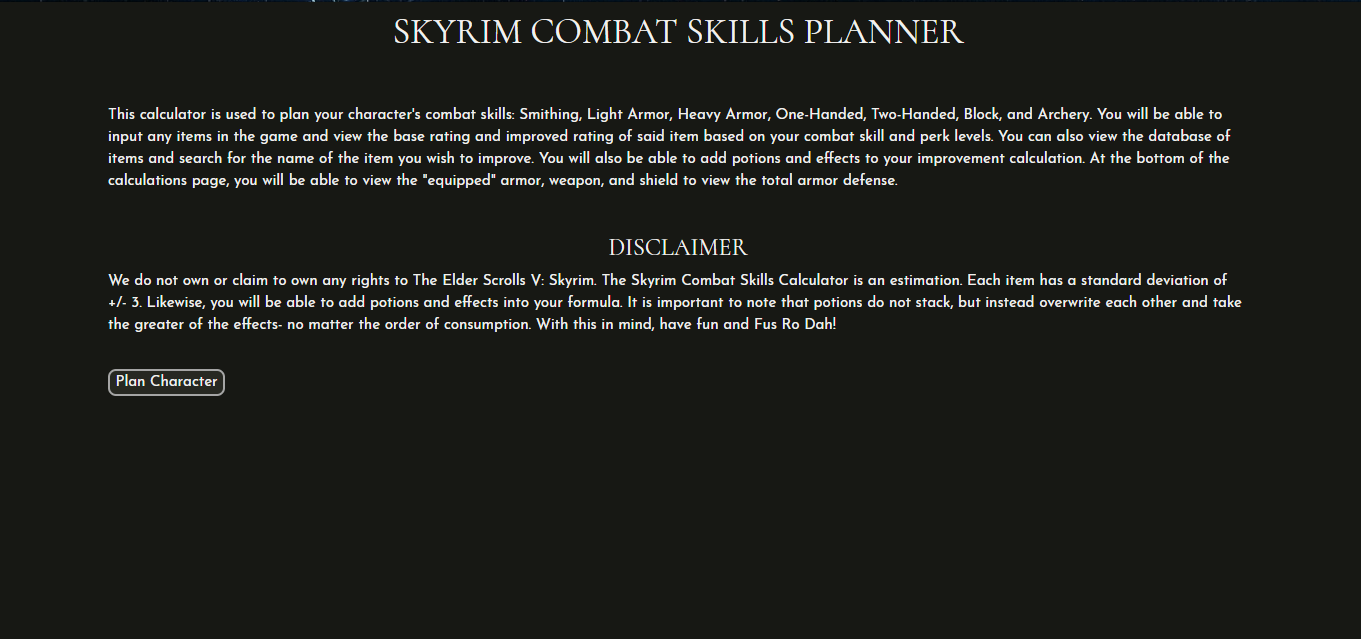 SKYRIM COMBAT SKILLS PLANNER
This calculator is used to plan your character's combat skills: Smithing, Light Armor, Heavy Armor, One-Handed, Two-Handed, Block, and Archery. You will be able to
input any items in the game and view the base rating and improved rating of said item based on your combat skill and perk levels. You can also view the database of
items and search for the name of the item you wish to improve. You will also be able to add potions and effects to your improvement calculation. At the bottom of the
calculations page, you will be able to view the "equipped" armor, weapon, and shield to view the total armor defense.
DISCLAIMER
We do not own or claim to own any rights to The Elder Scrolls V: Skyrim. The Skyrim Combat Skills Calculator is an estimation. Each item has a standard deviation of
+/- 3. Likewise, you will be able to add potions and effects into your formula. It is important to note that potions do not stack, but instead overwrite each other and take
the greater of the effects- no matter the order of consumption. With this in mind, have fun and Fus Ro Dah!
Plan Character